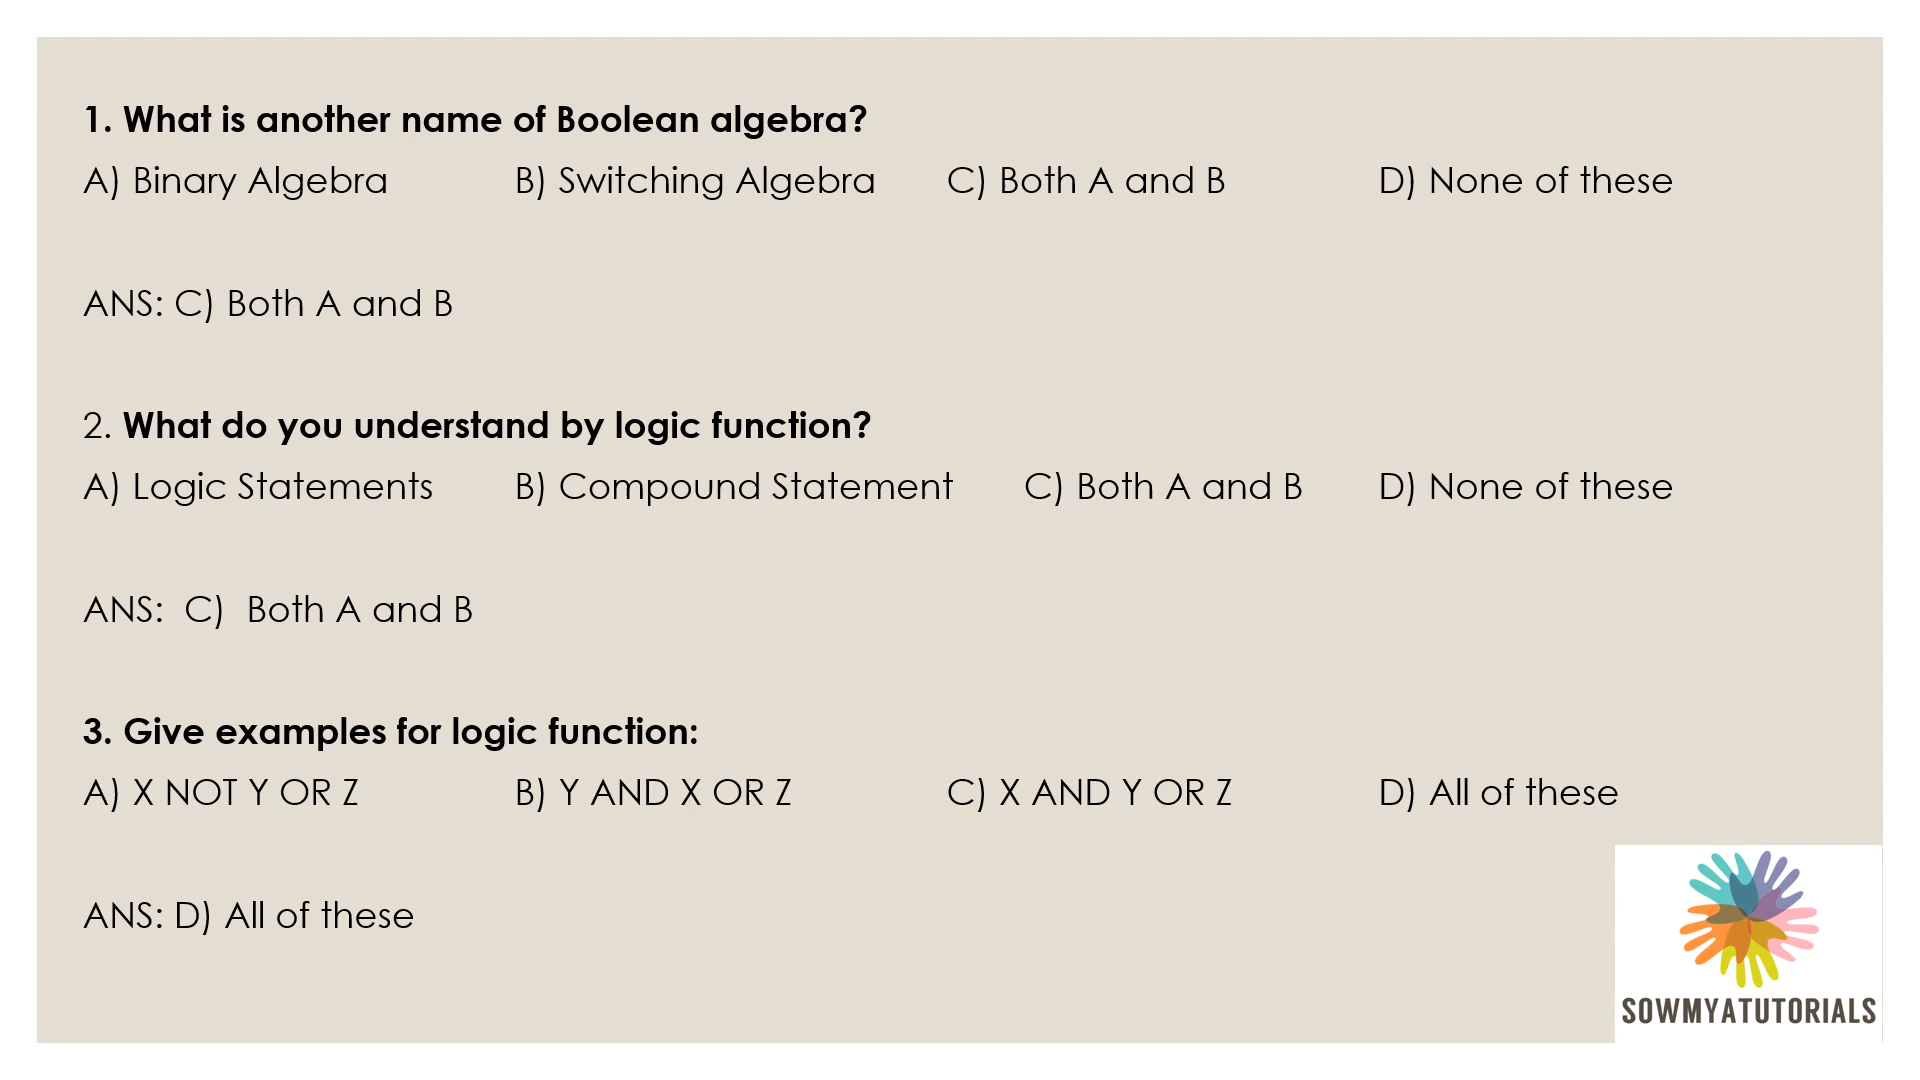 1. What is another name of Boolean algebra?
A) Binary Algebra B) Switching Algebra C) Both A and B D) None of these
ANS: C) Both A and B
2. What do you understand by logic function?
A) Logic Statements B) Compound Statement C) Both A and B D) None of these
ANS: C) Both A and B
3. Give examples for logic function:
A) X NOT Y OR Z B) Y AND X OR Z C) X AND Y OR Z D) All of these
ANS: D) All of these
SOWMYATUTORIALS